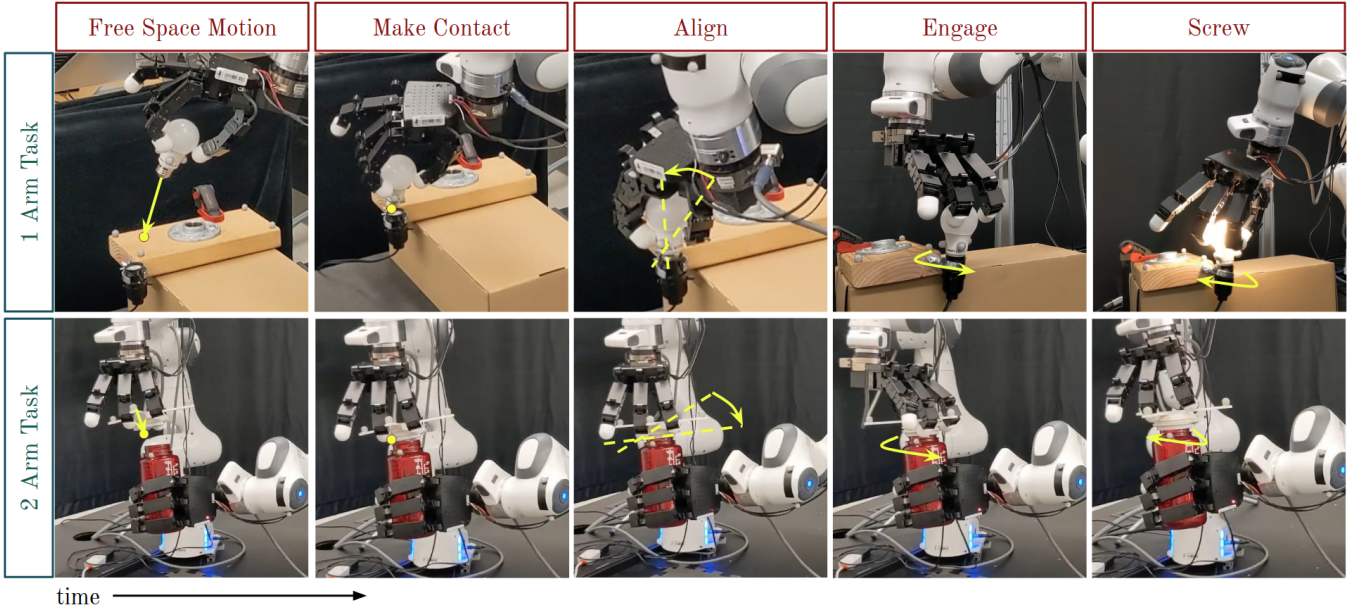 Free Space Motion
Make Contact
Align
Engage
Screw
1 Arm Task
2 Arm Task
time